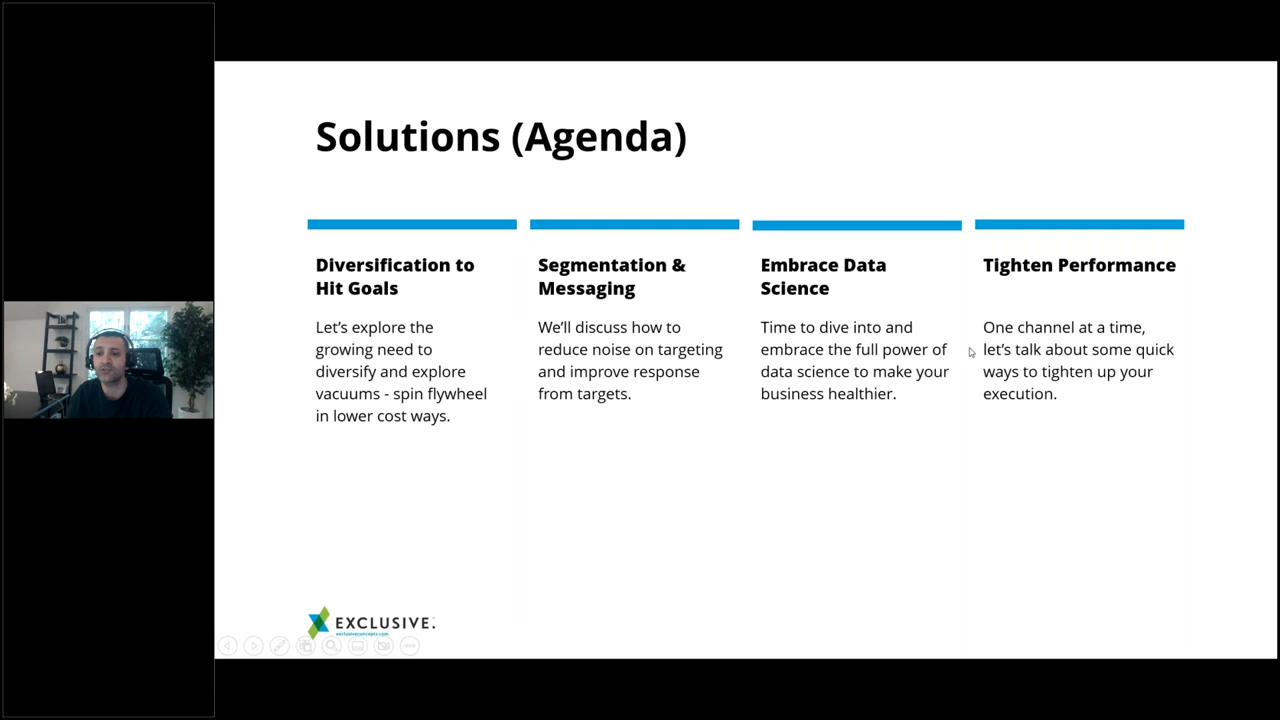 Solutions (Agenda)
Diversification to
Hit Goals
Let’s explore the
growing need to
diversify and explore
vacuums - spin flywheel
in lower cost ways.
Segmentation &
Messaging
We’ll discuss how to
reduce noise on targeting
and improve response
from targets.
Embrace Data
Science
Time to dive into and
embrace the full power of
data science to make your
business healthier.
Tighten Performance
One channel at a time,
let’s talk about some quick
ways to tighten up your
execution.
EXCLUSIVE.
exclusiveconcepts.com